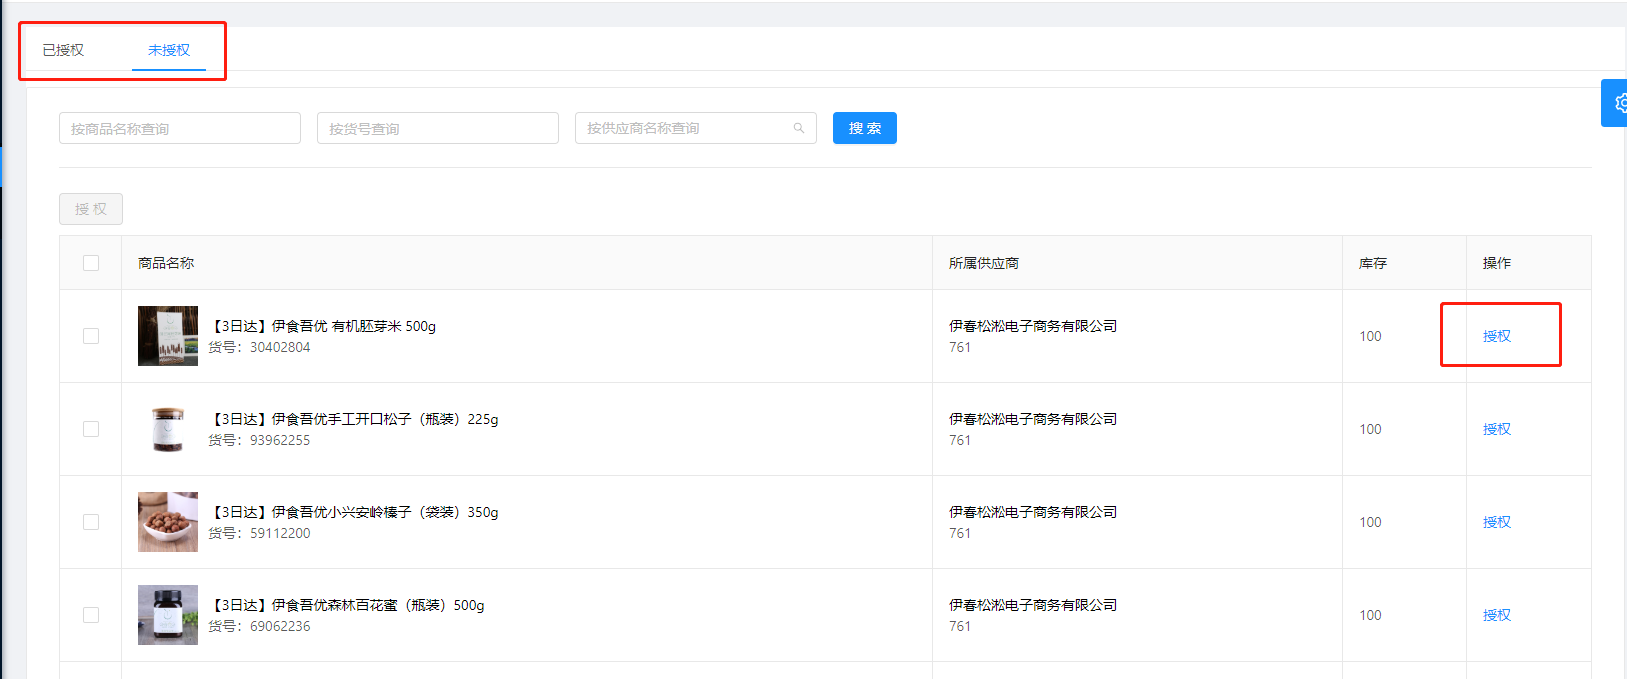 已授权
未授权
按商品名称查询
按货号查询
按供应商名称查询
搜 索
授 权
商品名称
所属供应商
库存
操作
【3日达】伊食吾优 有机胚芽米 500g
货号：30402804
伊春松淞电子商务有限公司
761
100
授权
【3日达】伊食吾优手工开口松子（瓶装）225g
货号：93962255
伊春松淞电子商务有限公司
761
100
授权
【3日达】伊食吾优小兴安岭榛子（袋装）350g
货号：59112200
伊春松淞电子商务有限公司
761
100
授权
【3日达】伊食吾优森林百花蜜（瓶装）500g
货号：69062236
伊春松淞电子商务有限公司
761
100
授权